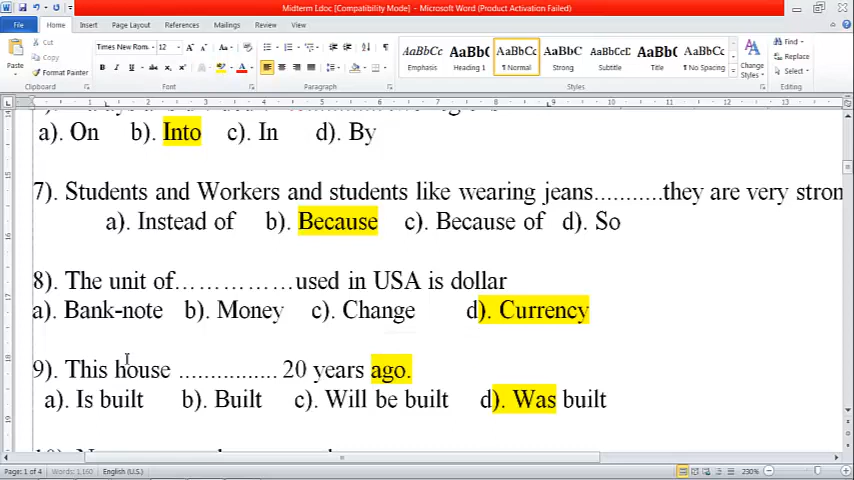 Midterm I.doc [Compatibility Mode] - Microsoft Word (Product Activation Failed)
File Home Insert Page Layout References Mailings Review View
Cut
Copy
Format Painter
Paste
Clipboard
Times New Rom 12
Font
Paragraph
AaBbCc AaBbC AaBbCc AaBbC AaBbCc AaBb AaBbCc
Emphasis Heading 1 ¶ Normal Strong Subtitle Title ¶ No Spacing
Change Styles
Styles
Find
Replace
Select
Editing
a). On b). Into c). In d). By
7). Students and Workers and students like wearing jeans...........they are very stron
a). Instead of b). Because c). Because of d). So
8). The unit of……………used in USA is dollar
a). Bank-note b). Money c). Change d). Currency
9). This house ................ 20 years ago.
a). Is built b). Built c). Will be built d). Was built
Page: 1 of 4 Words: 1,160 English (U.S.) 230%